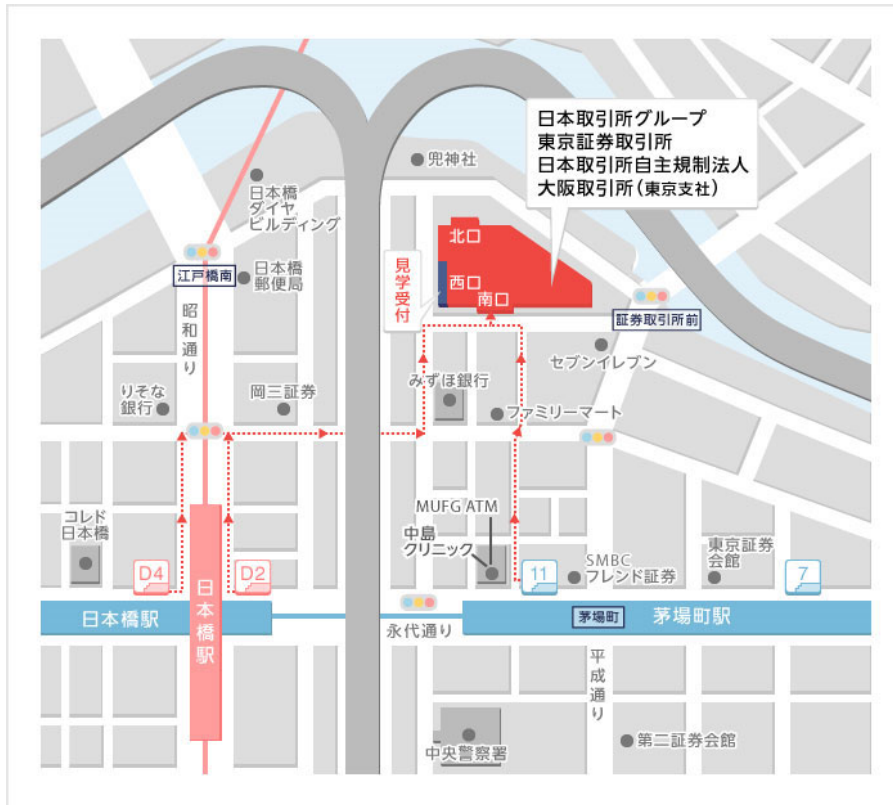 日本取引所グループ
東京証券取引所
日本取引所自主規制法人
大阪取引所(東京支社)
兜神社
日本橋
ダイヤ
ビルディング
北口
西口
南口
見学受付
江戸橋南
日本橋
郵便局
証券取引所前
昭和通り
セブンイレブン
みずほ銀行
りそな
銀行
岡三証券
ファミリーマート
MUFG ATM
中島
クリニック
コレド
日本橋
SMBC
フレンド証券
東京証券
会館
D4
D2
11
7
日本橋駅
日本橋駅
茅場町
茅場町駅
永代通り
平成通り
中央警察署
第二証券会館